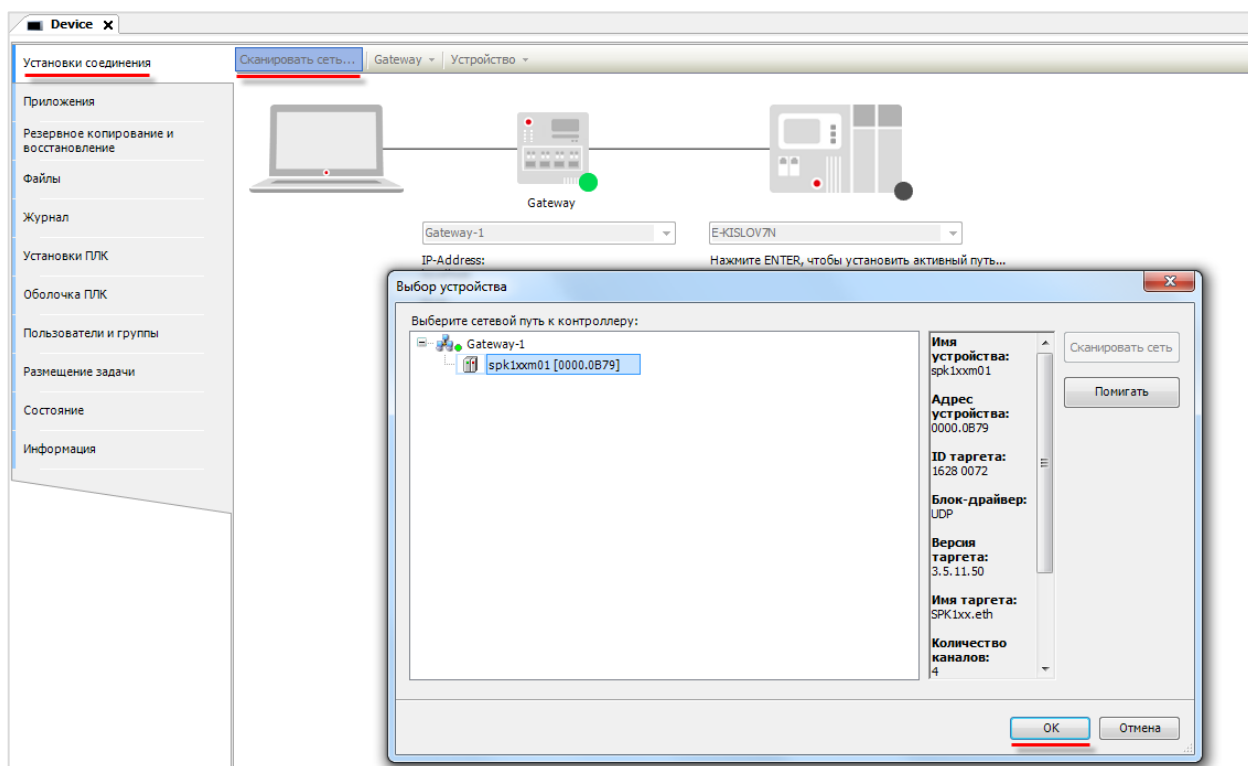 Device
Установки соединения
Сканировать сеть...
Gateway
Устройство
Приложения
Резервное копирование и
восстановление
Файлы
Журнал
Установки ПЛК
Оболочка ПЛК
Пользователи и группы
Размещение задачи
Состояние
Информация
Gateway
Gateway-1
E-KISLOV7N
IP-Address:
Нажмите ENTER, чтобы установить активный путь...
Выбор устройства
Выберите сетевой путь к контроллеру:
Gateway-1
spk1xxm01 [0000.0B79]
Имя
устройства:
spk1xxm01
Адрес
устройства:
0000.0B79
ID таргета:
1628 0072
Блок-драйвер:
UDP
Версия
таргета:
3.5.11.50
Имя таргета:
SPK1xx.eth
Количество
каналов:
4
Сканировать сеть
Помигать
OK
Отмена